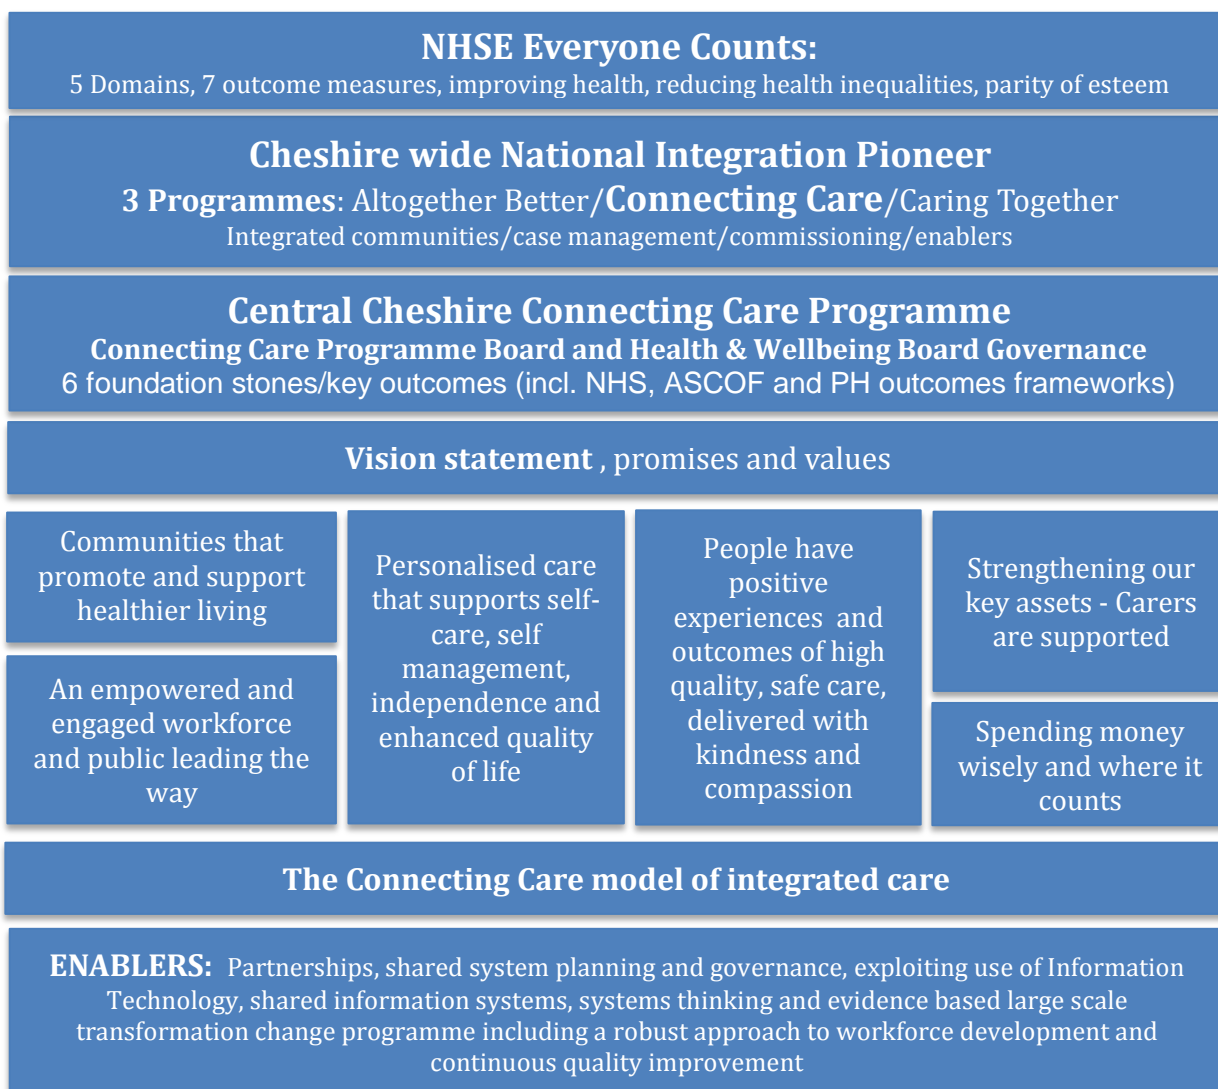 NHSE Everyone Counts:
5 Domains, 7 outcome measures, improving health, reducing health inequalities, parity of esteem
Cheshire wide National Integration Pioneer
3 Programmes: Altogether Better/Connecting Care/Caring Together
Integrated communities/case management/commissioning/enablers
Central Cheshire Connecting Care Programme
Connecting Care Programme Board and Health & Wellbeing Board Governance
6 foundation stones/key outcomes (incl. NHS, ASCOF and PH outcomes frameworks)
Vision statement , promises and values
Communities that
promote and support
healthier living
An empowered and
engaged workforce
and public leading the
way
Personalised care
that supports self-
care, self
management,
independence and
enhanced quality
of life
People have
positive
experiences and
outcomes of high
quality, safe care,
delivered with
kindness and
compassion
Strengthening our
key assets - Carers
are supported
Spending money
wisely and where it
counts
The Connecting Care model of integrated care
ENABLERS: Partnerships, shared system planning and governance, exploiting use of Information
Technology, shared information systems, systems thinking and evidence based large scale
transformation change programme including a robust approach to workforce development and
continuous quality improvement